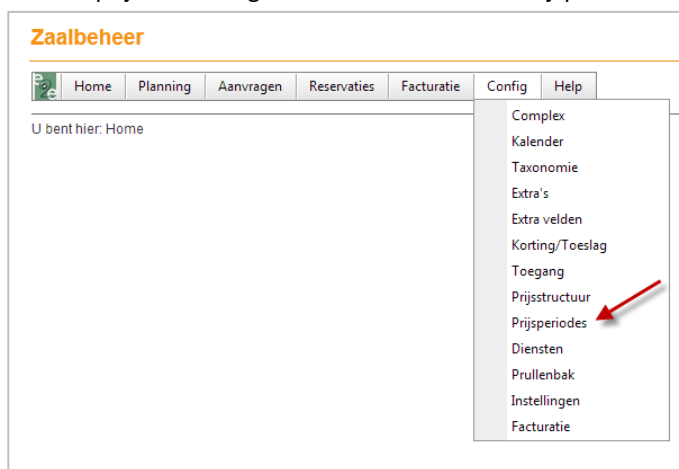 Zaalbeheer
e2e Home Planning Aanvragen Reservaties Facturatie Config Help
U bent hier: Home
Complex
Kalender
Taxonomie
Extra's
Extra velden
Korting/Toeslag
Toegang
Prijsstructuur
Prijsperiodes
Diensten
Prullenbak
Instellingen
Facturatie